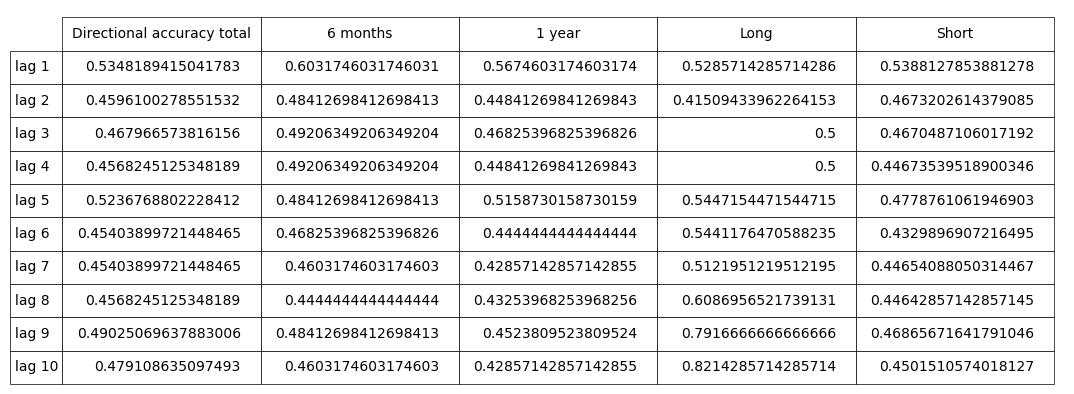 Directional accuracy total 6 months 1 year Long Short
lag 1 0.5348189415041783 0.6031746031746031 0.5674603174603174 0.5285714285714286 0.5388127853881278
lag 2 0.4596100278551532 0.48412698412698413 0.44841269841269843 0.41509433962264153 0.4673202614379085
lag 3 0.467966573816156 0.49206349206349204 0.46825396825396826 0.5 0.4670487106017192
lag 4 0.4568245125348189 0.49206349206349204 0.44841269841269843 0.5 0.44673539518900346
lag 5 0.5236768802228412 0.48412698412698413 0.5158730158730159 0.5447154471544715 0.4778761061946903
lag 6 0.45403899721448465 0.46825396825396826 0.4444444444444444 0.5441176470588235 0.4329896907216495
lag 7 0.45403899721448465 0.4603174603174603 0.42857142857142855 0.5121951219512195 0.44654088050314467
lag 8 0.4568245125348189 0.4444444444444444 0.43253968253968256 0.6086956521739131 0.44642857142857145
lag 9 0.49025069637883006 0.48412698412698413 0.4523809523809524 0.7916666666666666 0.46865671641791046
lag 10 0.479108635097493 0.4603174603174603 0.42857142857142855 0.8214285714285714 0.4501510574018127